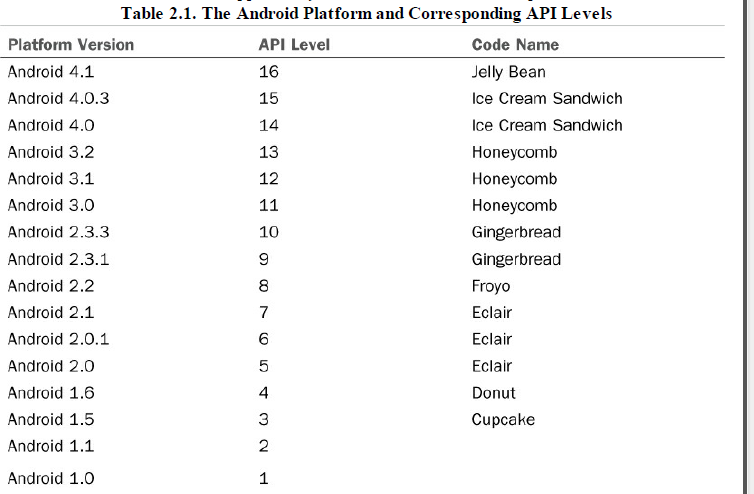 Table 2.1. The Android Platform and Corresponding API Levels
Platform Version API Level Code Name
Android 4.1 16 Jelly Bean
Android 4.0.3 15 Ice Cream Sandwich
Android 4.0 14 Ice Cream Sandwich
Android 3.2 13 Honeycomb
Android 3.1 12 Honeycomb
Android 3.0 11 Honeycomb
Android 2.3.3 10 Gingerbread
Android 2.3.1 9 Gingerbread
Android 2.2 8 Froyo
Android 2.1 7 Eclair
Android 2.0.1 6 Eclair
Android 2.0 5 Eclair
Android 1.6 4 Donut
Android 1.5 3 Cupcake
Android 1.1 2
Android 1.0 1